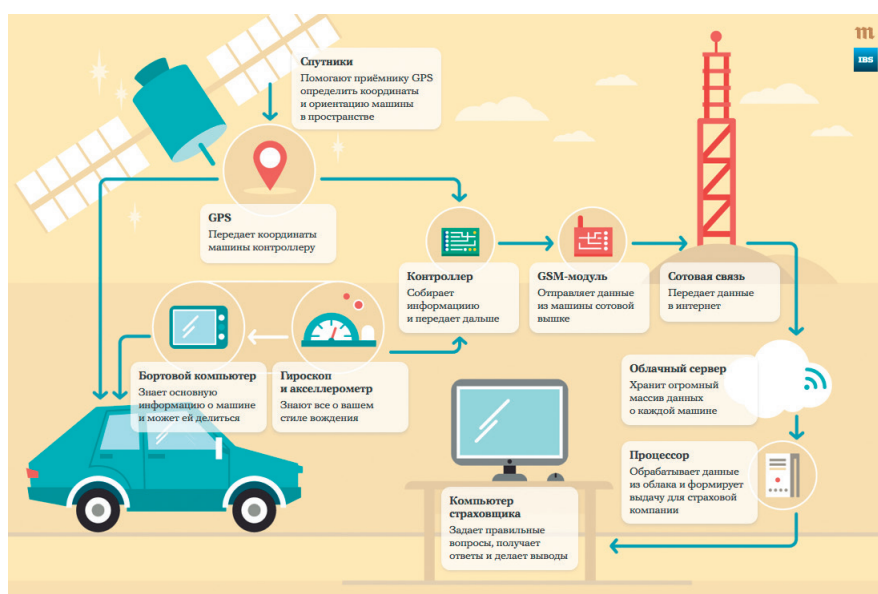 m
IBS
Спутники
Помогают приёмнику GPS
определить координаты
и ориентацию машины
в пространстве
GPS
Передает координаты
машины контроллеру
Контроллер
Собирает
информацию
и передает дальше
GSM-модуль
Отправляет данные
из машины сотовой
вышке
Сотовая связь
Передает данные
в интернет
Бортовой компьютер
Знает основную
информацию о машине
и может ей делиться
Гироскоп
и акселлерометр
Знают все о вашем
стиле вождения
Облачный сервер
Хранит огромный
массив данных
о каждой машине
Процессор
Обрабатывает данные
из облака и формирует
выдачу для страховой
компании
Компьютер
страховщика
Задает правильные
вопросы, получает
ответы и делает выводы